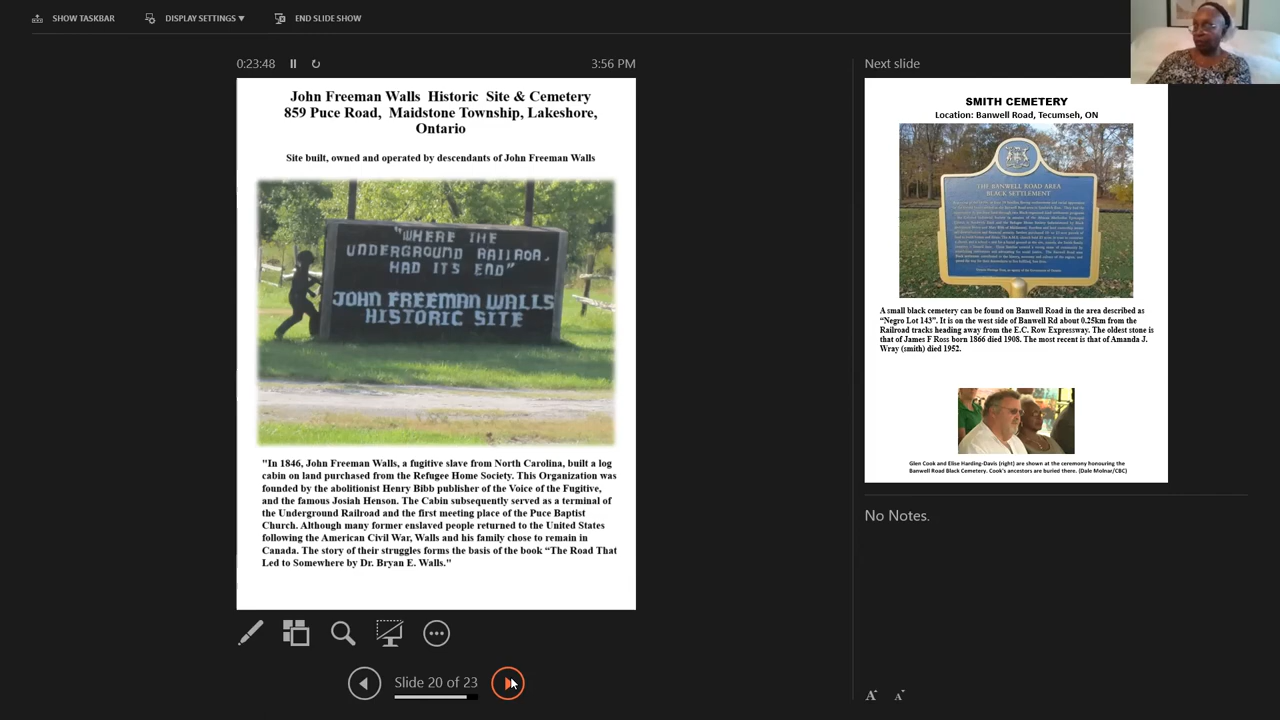 SHOW TASKBAR
DISPLAY SETTINGS ▼
END SLIDE SHOW
0:23:48
3:56 PM
John Freeman Walls Historic Site & Cemetery
859 Puce Road, Maidstone Township, Lakeshore,
Ontario
Site built, owned and operated by descendants of John Freeman Walls
"WHERE THE
ERGROUND RAILROA
HAD IT'S END"
JOHN FREEMAN WALLS
HISTORIC SITE
"In 1846, John Freeman Walls, a fugitive slave from North Carolina, built a log
cabin on land purchased from the Refugee Home Society. This Organization was
founded by the abolitionist Henry Bibb publisher of the Voice of the Fugitive,
and the famous Josiah Henson. The Cabin subsequently served as a terminal of
the Underground Railroad and the first meeting place of the Puce Baptist
Church. Although many former enslaved people returned to the United States
following the American Civil War, Walls and his family chose to remain in
Canada. The story of their struggles forms the basis of the book “The Road That
Led to Somewhere by Dr. Bryan E. Walls."
Slide 20 of 23
Next slide
SMITH CEMETERY
Location: Banwell Road, Tecumseh, ON
THE BANWELL ROAD AREA
BLACK SETTLEMENT
A small black cemetery can be found on Banwell Road in the area described as
“Negro Lot 143”. It is on the west side of Banwell Rd about 0.25km from the
Railroad tracks heading away from the E.C. Row Expressway. The oldest stone is
that of James F Ross born 1866 died 1908. The most recent is that of Amanda J.
Wray (smith) died 1952.
Glen Cook and Elise Harding-Davis (right) are shown at the ceremony honouring the
Banwell Road Black Cemetery. Cook's ancestors are buried there. (Dale Molnar/CBC)
No Notes.
A A